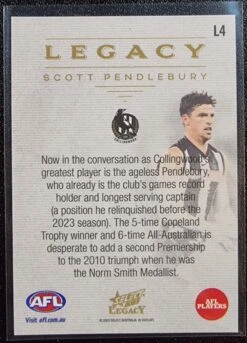 L4
LEGACY
SCOTT PENDLEBURY
COLLINGWOOD
Now in the conversation as Collingwood's
greatest player is the ageless Pendlebury,
who already is the club's games record
holder and longest serving captain
(a position he relinquished before the
2023 season). The 5-time Copeland
Trophy winner and 6-time All-Australian is
desperate to add a second Premiership
to the 2010 triumph when he was
the Norm Smith Medallist.
AFL
Visit afl.com.au
SELECT
LEGACY
AFL
PLAYERS